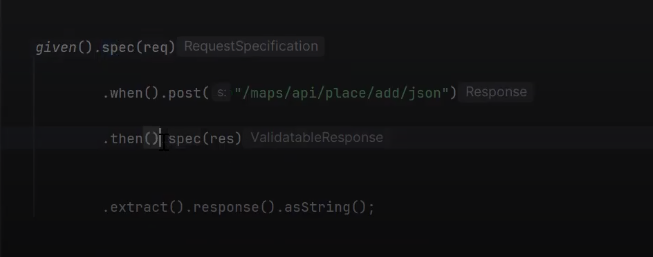 given().spec(req) RequestSpecification
.when().post( s: "/maps/api/place/add/json") Response
.then() spec(res) ValidatableResponse
.extract().response().asString();